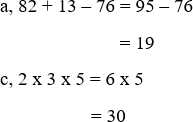 a, 82 + 13 – 76 = 95 – 76
= 19
c, 2 x 3 x 5 = 6 x 5
= 30